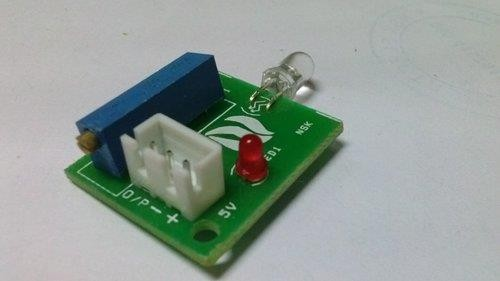 NSK
LED1
O/P - +
5V